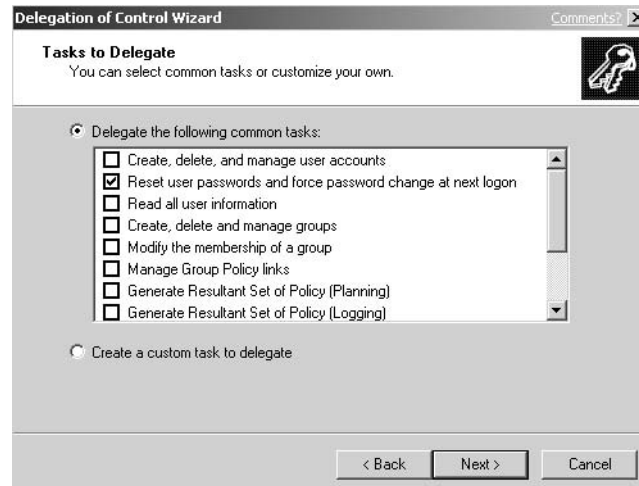 Delegation of Control Wizard Comments?
Tasks to Delegate
You can select common tasks or customize your own.
Delegate the following common tasks:
Create, delete, and manage user accounts
Reset user passwords and force password change at next logon
Read all user information
Create, delete and manage groups
Modify the membership of a group
Manage Group Policy links
Generate Resultant Set of Policy (Planning)
Generate Resultant Set of Policy (Logging)
Create a custom task to delegate
< Back Next > Cancel